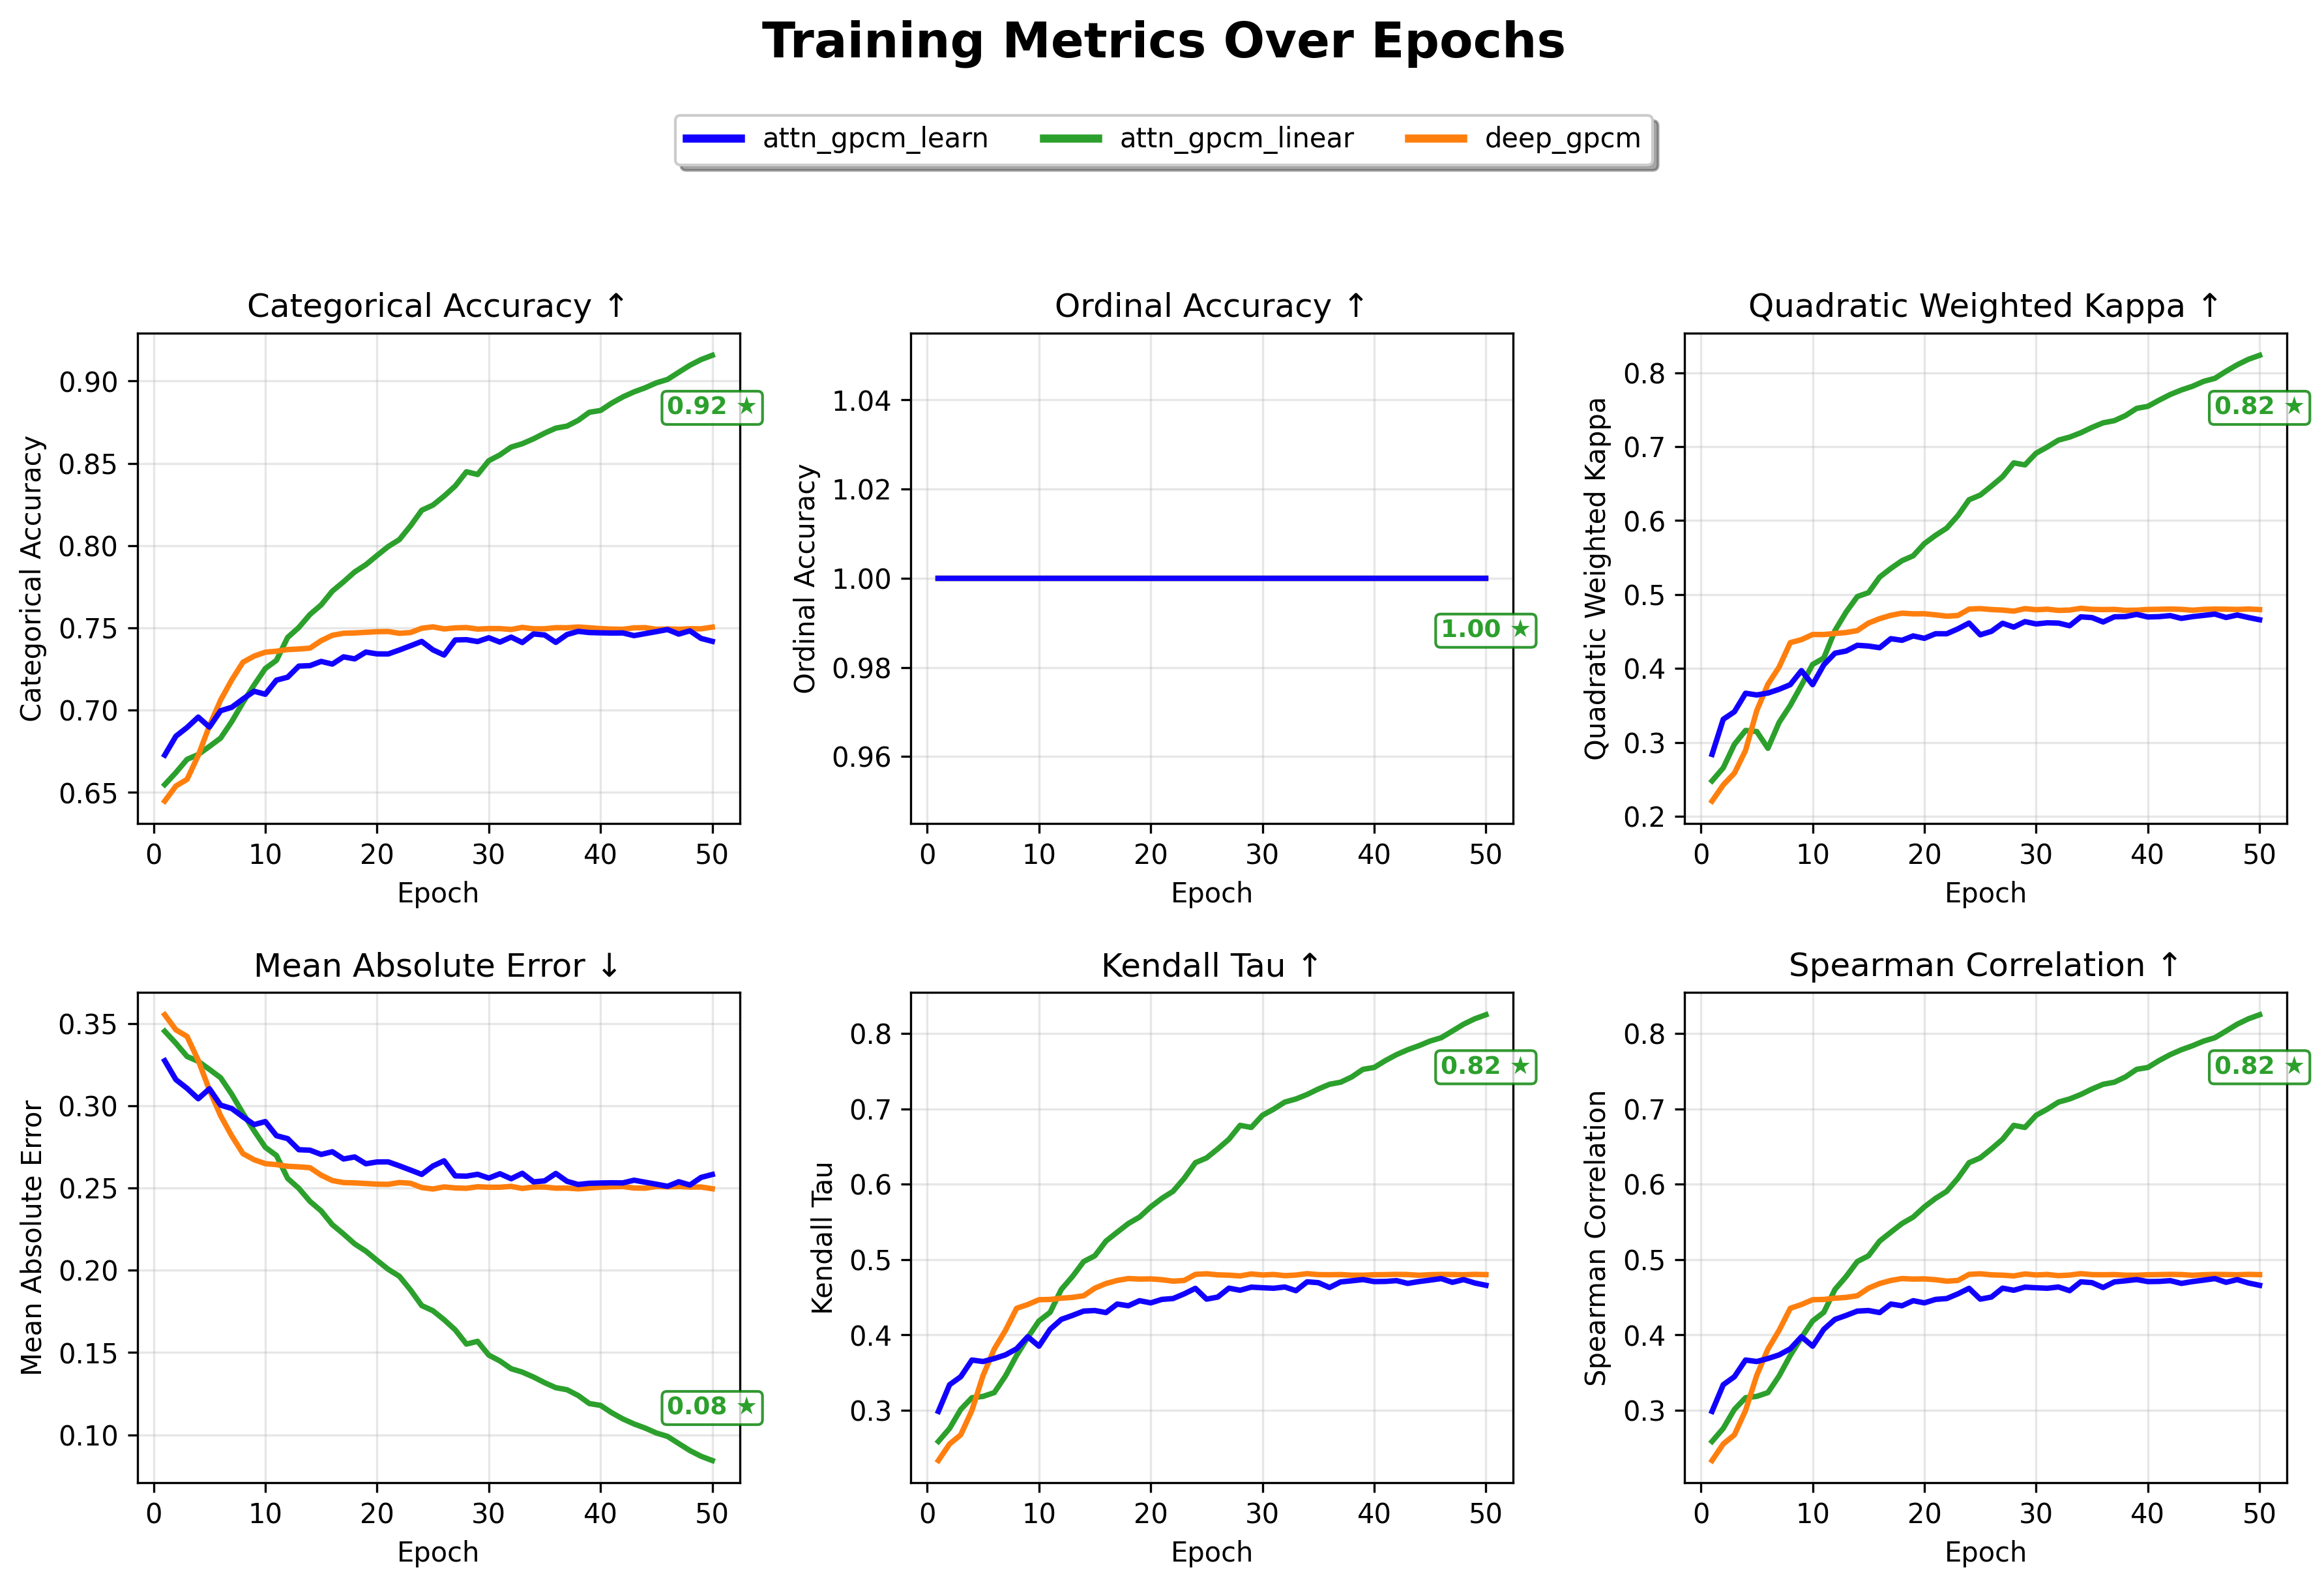 Training Metrics Over Epochs
attn_gpcm_learn
attn_gpcm_linear
deep_gpcm
Categorical Accuracy ↑
Categorical Accuracy
0.90
0.85
0.80
0.75
0.70
0.65
0.92 ★
0 10 20 30 40 50
Epoch
Ordinal Accuracy ↑
Ordinal Accuracy
1.04
1.02
1.00
0.98
0.96
1.00 ★
0 10 20 30 40 50
Epoch
Quadratic Weighted Kappa ↑
Quadratic Weighted Kappa
0.8
0.7
0.6
0.5
0.4
0.3
0.2
0.82 ★
0 10 20 30 40 50
Epoch
Mean Absolute Error ↓
Mean Absolute Error
0.35
0.30
0.25
0.20
0.15
0.10
0.08 ★
0 10 20 30 40 50
Epoch
Kendall Tau ↑
Kendall Tau
0.8
0.7
0.6
0.5
0.4
0.3
0.82 ★
0 10 20 30 40 50
Epoch
Spearman Correlation ↑
Spearman Correlation
0.8
0.7
0.6
0.5
0.4
0.3
0.82 ★
0 10 20 30 40 50
Epoch